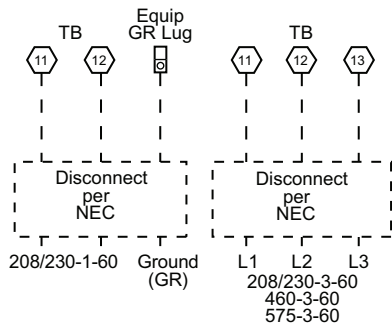 TB
Equip
GR Lug
11
12
Disconnect
per
NEC
208/230-1-60
Ground
(GR)
TB
11
12
13
Disconnect
per
NEC
L1 L2 L3
208/230-3-60
460-3-60
575-3-60